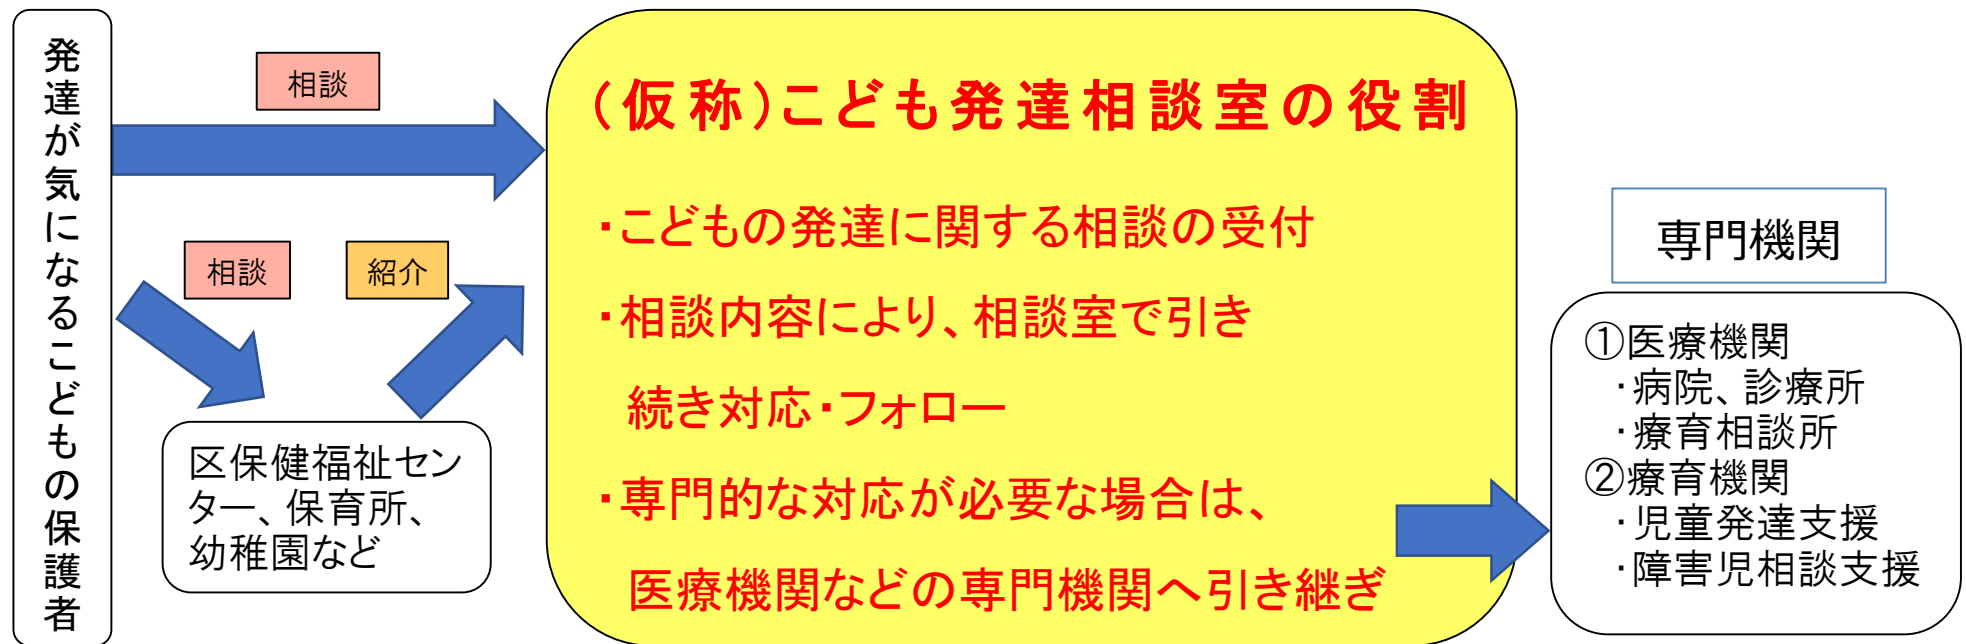 発達が気になるこどもの保護者
相談
相談
紹介
区保健福祉セン
ター、保育所、
幼稚園など
（仮称）こども発達相談室の役割
・こどもの発達に関する相談の受付
・相談内容により、相談室で引き
続き対応・フォロー
・専門的な対応が必要な場合は、
医療機関などの専門機関へ引き継ぎ
専門機関
①医療機関
・病院、診療所
・療育相談所
②療育機関
・児童発達支援
・障害児相談支援